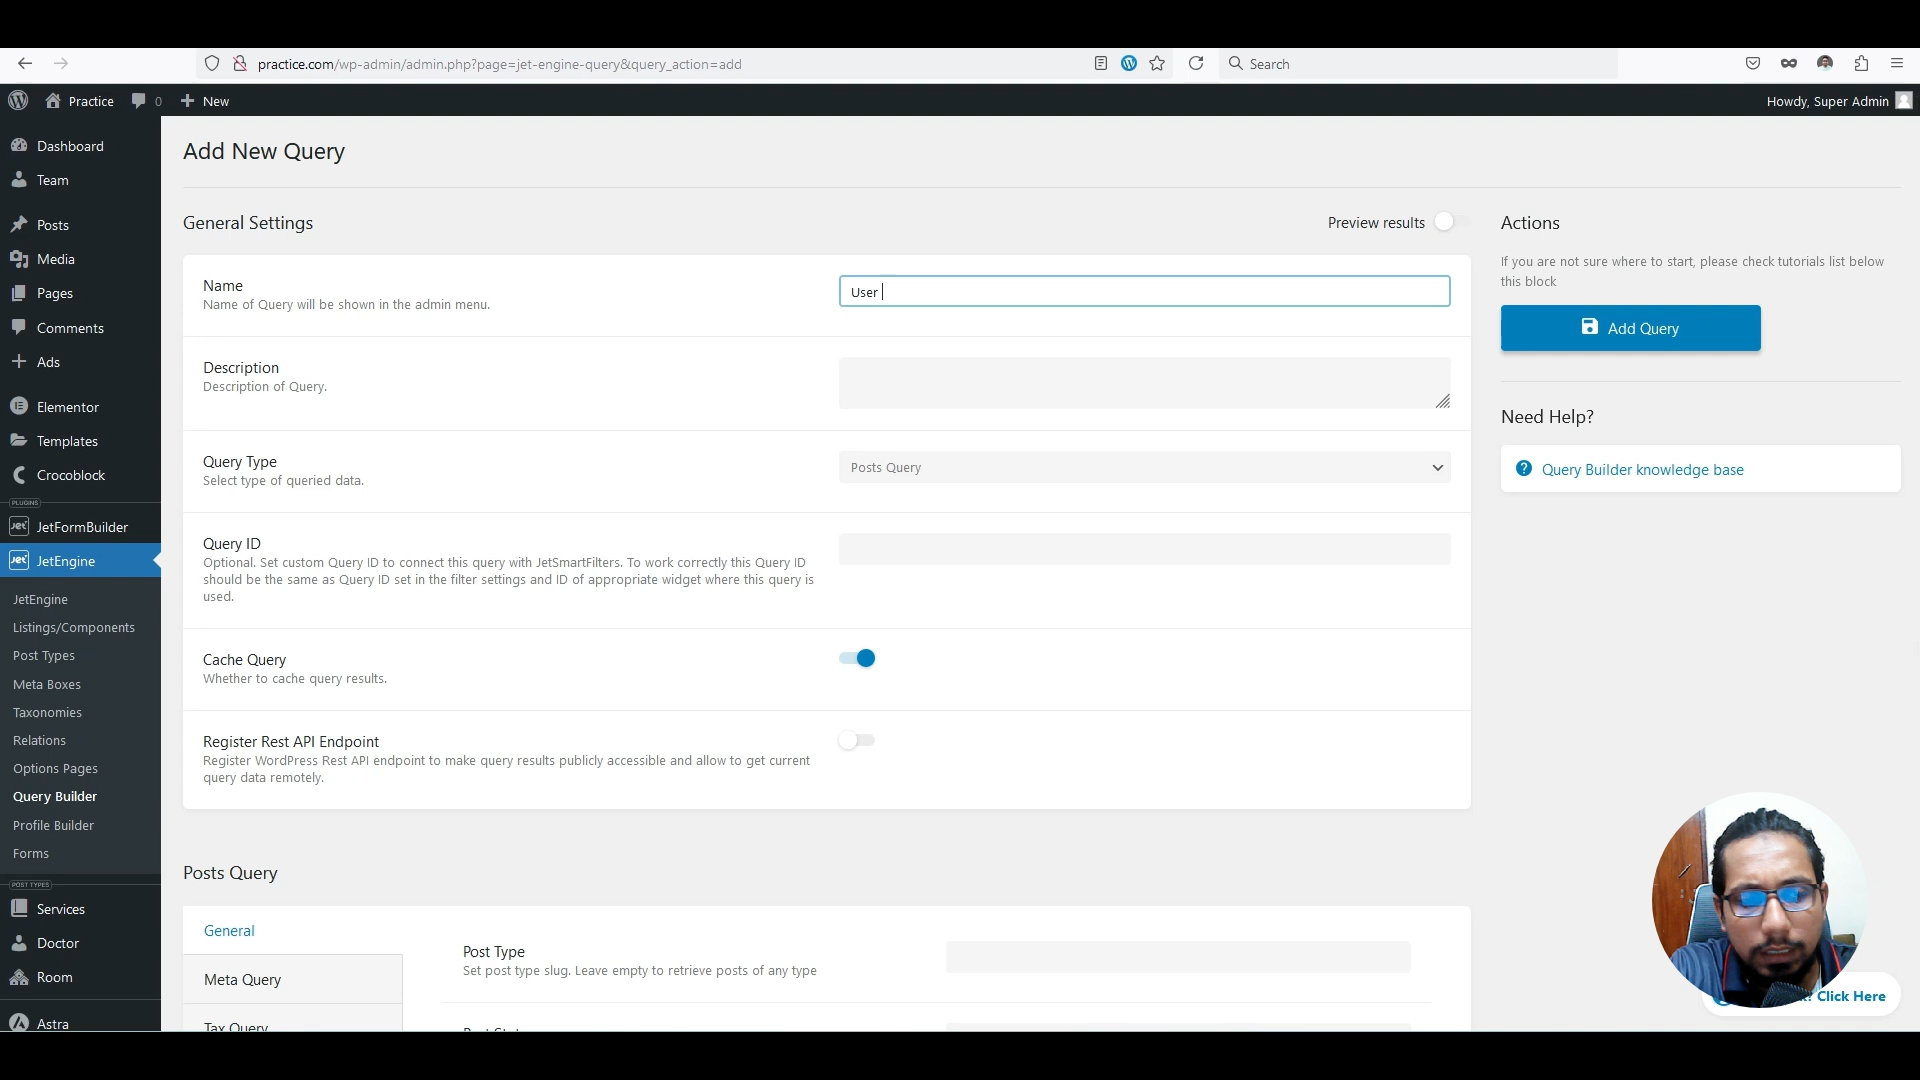 practice.com/wp-admin/admin.php?page=jet-engine-query&query_action=add
Search
Practice
0
New
Howdy, Super Admin
Dashboard
Team
Posts
Media
Pages
Comments
Ads
Elementor
Templates
Crocoblock
PLUGINS
JetFormBuilder
JetEngine
JetEngine
Listings/Components
Post Types
Meta Boxes
Taxonomies
Relations
Options Pages
Query Builder
Profile Builder
Forms
POST TYPES
Services
Doctor
Room
Astra
Add New Query
General Settings
Preview results
Name
Name of Query will be shown in the admin menu.
User
Description
Description of Query.
Query Type
Select type of queried data.
Posts Query
Query ID
Optional. Set custom Query ID to connect this query with JetSmartFilters. To work correctly this Query ID
should be the same as Query ID set in the filter settings and ID of appropriate widget where this query is
used.
Cache Query
Whether to cache query results.
Register Rest API Endpoint
Register WordPress Rest API endpoint to make query results publicly accessible and allow to get current
query data remotely.
Posts Query
General
Meta Query
Tax Query
Post Type
Set post type slug. Leave empty to retrieve posts of any type
Actions
If you are not sure where to start, please check tutorials list below
this block
Add Query
Need Help?
Query Builder knowledge base
Click Here